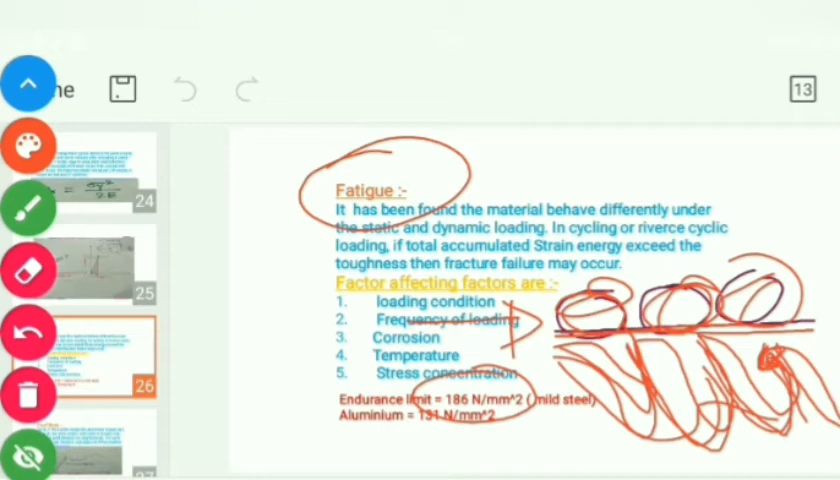 ne
13
24
25
26
Fatigue :-
It has been found the material behave differently under
the static and dynamic loading. In cycling or riverce cyclic
loading, if total accumulated Strain energy exceed the
toughness then fracture failure may occur.
Factor affecting factors are :-
1. loading condition
2. Frequency of loading
3. Corrosion
4. Temperature
5. Stress concentration
Endurance limit = 186 N/mm^2 ( mild steel)
Aluminium = 131 N/mm^2